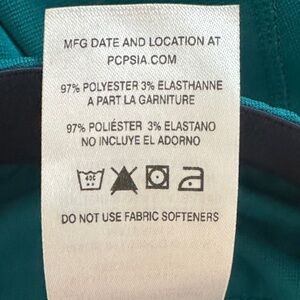 MFG DATE AND LOCATION AT
PCPSIA.COM
97% POLYESTER 3% ELASTHANNE
A PART LA GARNITURE
97% POLIÉSTER 3% ELASTANO
NO INCLUYE EL ADORNO
40C
DO NOT USE FABRIC SOFTENERS